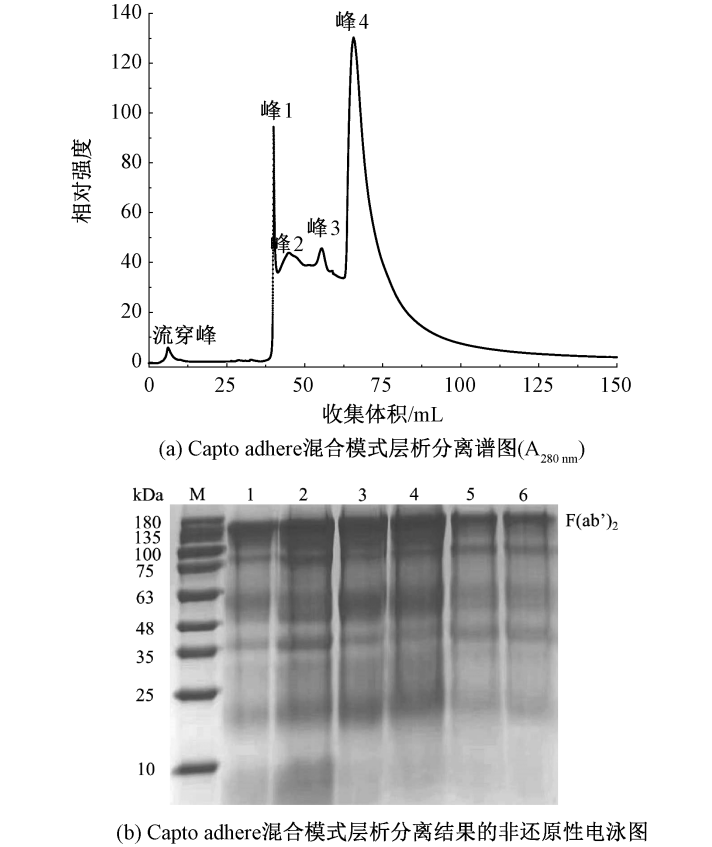 140
120
100
80
60
40
20
0
相对强度
峰1
峰2
峰3
峰4
流穿峰
0 25 50 75 100 125 150
收集体积/mL
(a) Capto adhere混合模式层析分离谱图(A280 nm)
kDa M 1 2 3 4 5 6
180
135
100
75
63
48
35
25
10
F(ab’)2
(b) Capto adhere混合模式层析分离结果的非还原性电泳图